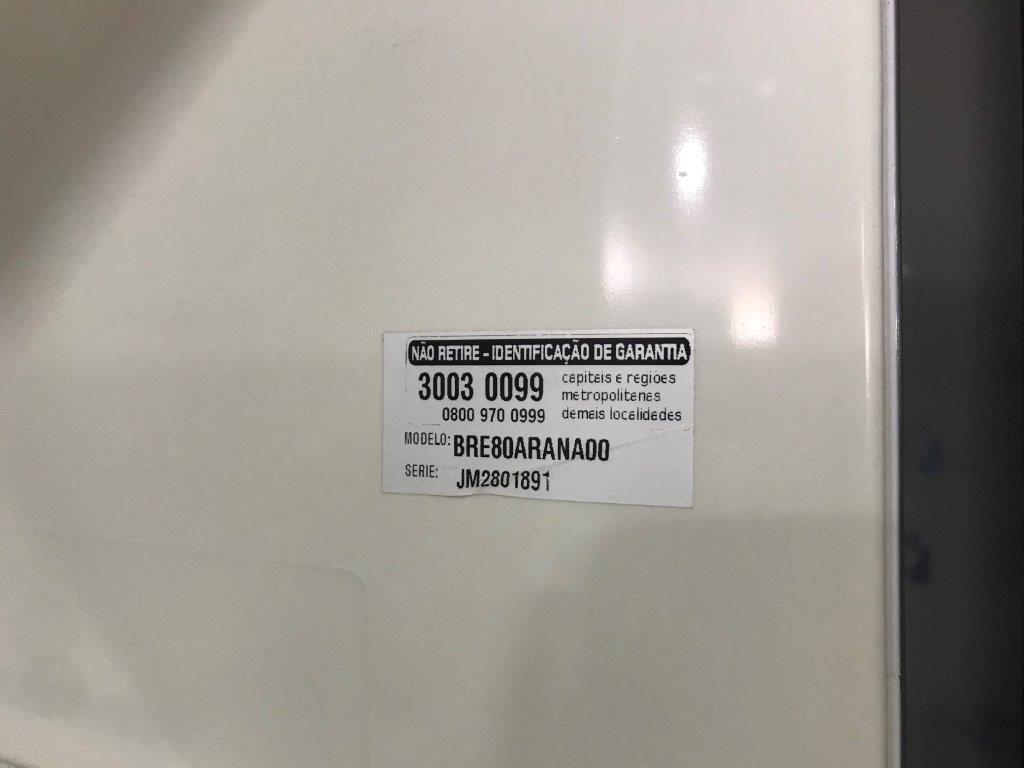 NÃO RETIRE - IDENTIFICAÇÃO DE GARANTIA
3003 0099 capitais e regiões
metropolitanas
0800 970 0999 demais localidades
MODELO: BRE80ARANA00
SERIE: JM2801891